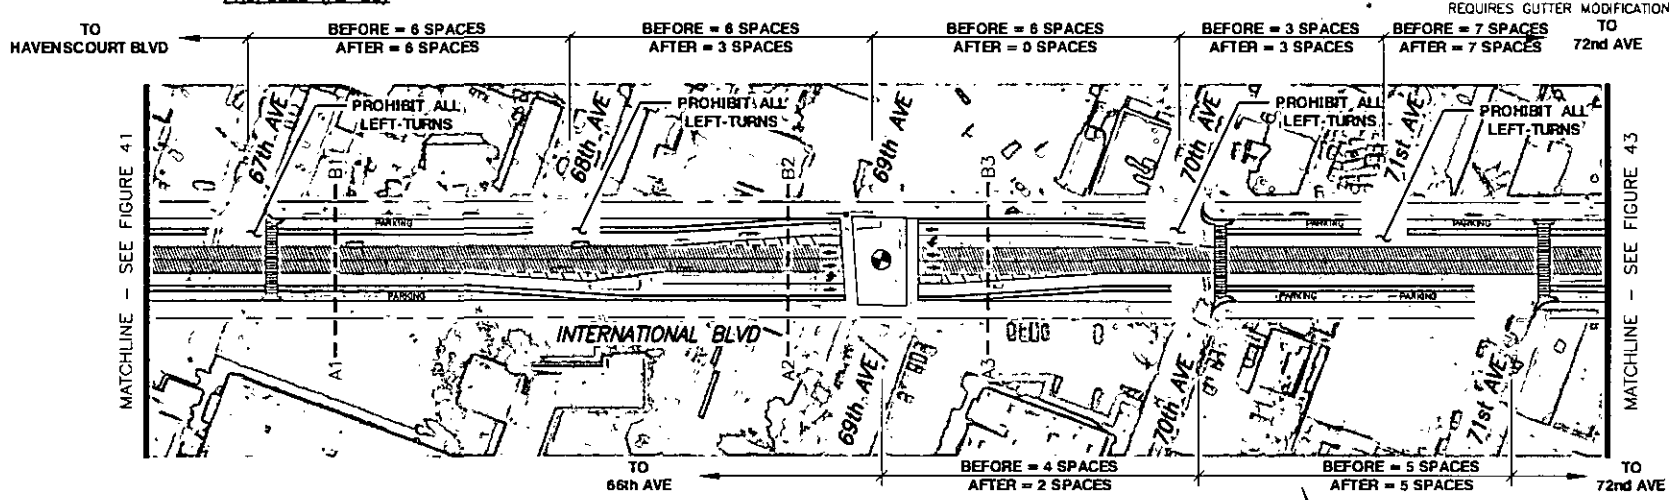 REQUIRES GUTTER MODIFICATION
TO
HAVENSCOURT BLVD
BEFORE = 6 SPACES
AFTER = 6 SPACES
BEFORE = 6 SPACES
AFTER = 3 SPACES
BEFORE = 6 SPACES
AFTER = 0 SPACES
BEFORE = 3 SPACES
AFTER = 3 SPACES
BEFORE = 7 SPACES
AFTER = 7 SPACES
TO
72nd AVE
MATCHLINE - SEE FIGURE 41
67th AVE
PROHIBIT ALL
LEFT-TURNS
B1
68th AVE
PROHIBIT ALL
LEFT-TURNS
B2
69th AVE
B3
70th AVE
PROHIBIT ALL
LEFT-TURNS
71st AVE
PROHIBIT ALL
LEFT-TURNS
MATCHLINE - SEE FIGURE 43
PARKING
PARKING
PARKING
PARKING
PARKING
PARKING
INTERNATIONAL BLVD
A1
A2
69th AVE
A3
70th AVE
71st AVE
TO
66th AVE
BEFORE = 4 SPACES
AFTER = 2 SPACES
BEFORE = 5 SPACES
AFTER = 5 SPACES
TO
72nd AVE